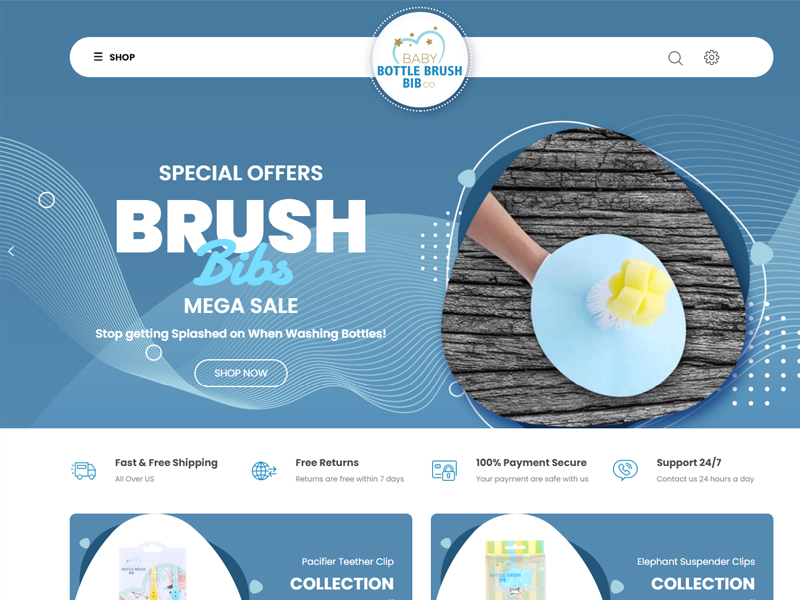 SHOP
BABY
BOTTLE BRUSH
BIB CO.
SPECIAL OFFERS
BRUSH
Bibs
MEGA SALE
Stop getting Splashed on When Washing Bottles!
SHOP NOW
Fast & Free Shipping
All Over US
Free Returns
Returns are free within 7 days
100% Payment Secure
Your payment are safe with us
Support 24/7
Contact us 24 hours a day
BOTTLE BRUSH
BIB
Pacifier Teether Clip
COLLECTION
BOTTLE BRUSH
BIB
Elephant Suspender Clips
COLLECTION